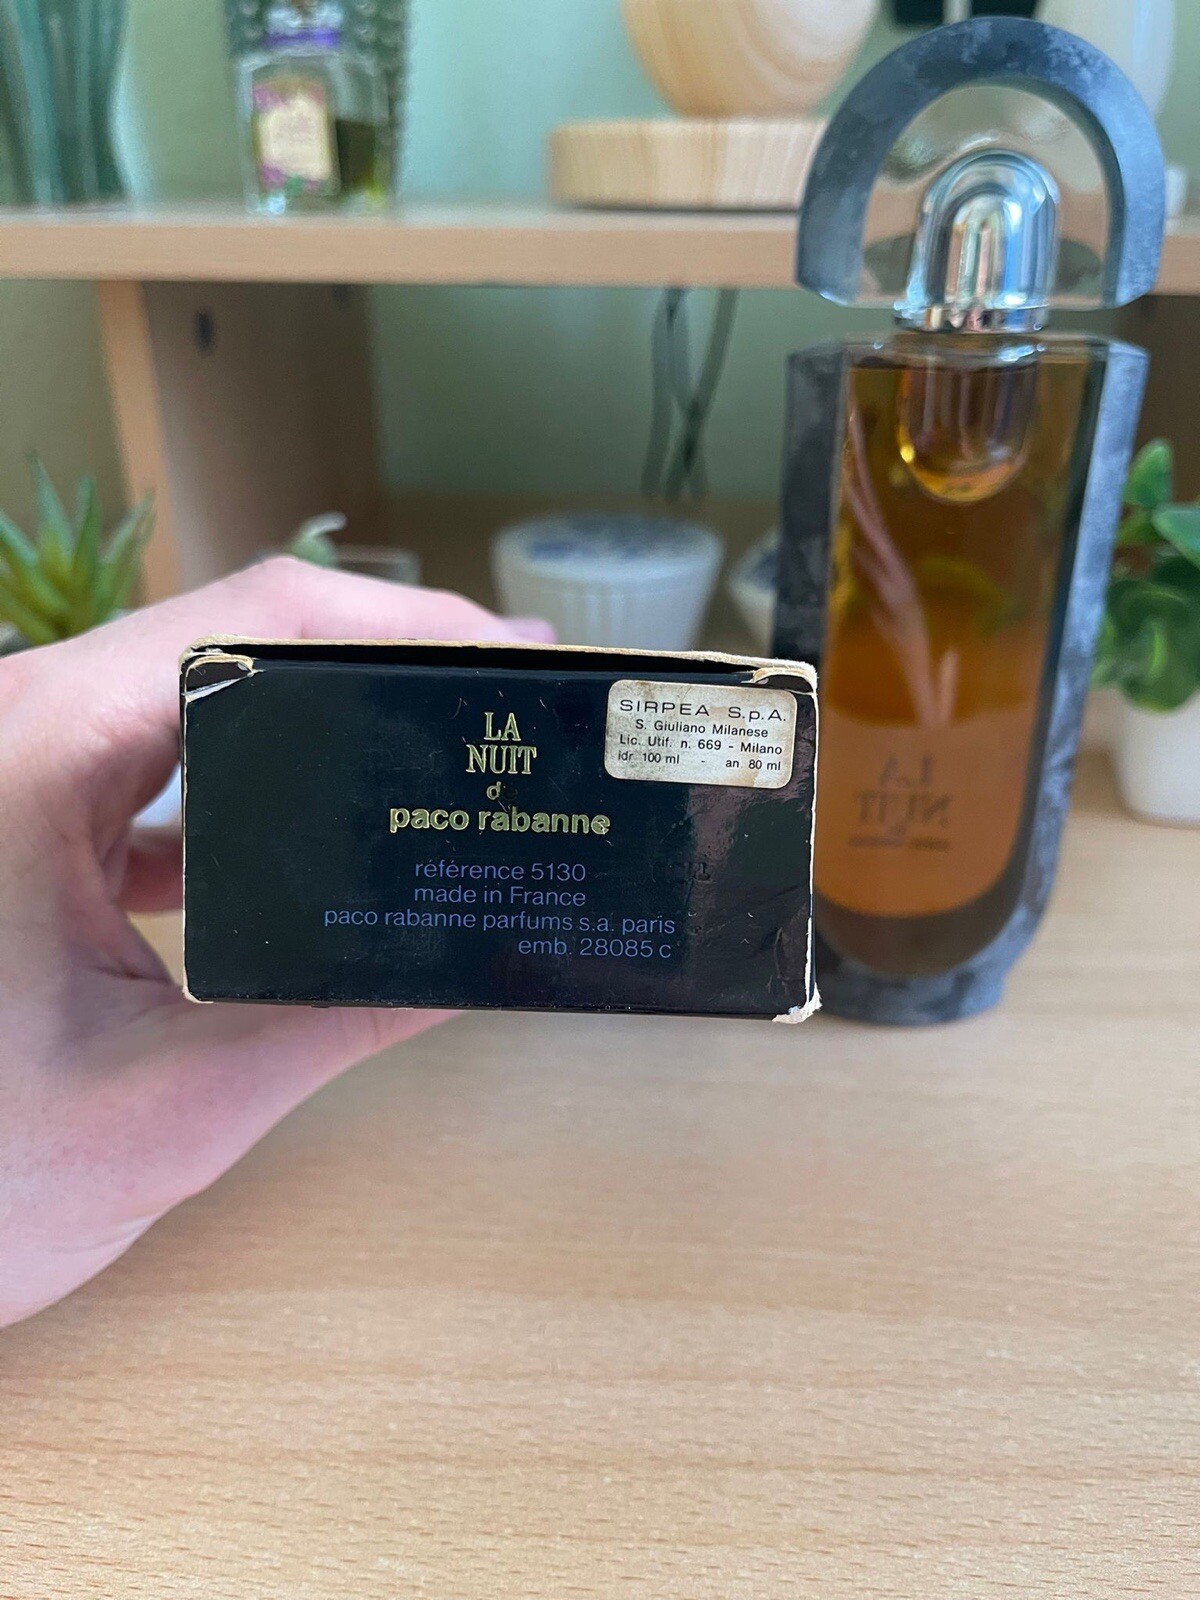 LA
NUIT
d
paco rabanne
référence 5130
made in France
paco rabanne parfums s.a. paris
emb. 28085 c
SIRPEA S.p.A.
S. Giuliano Milanese
Lic. Utif. n. 669 - Milano
idr 100 ml - an 80 ml
LA
NUIT